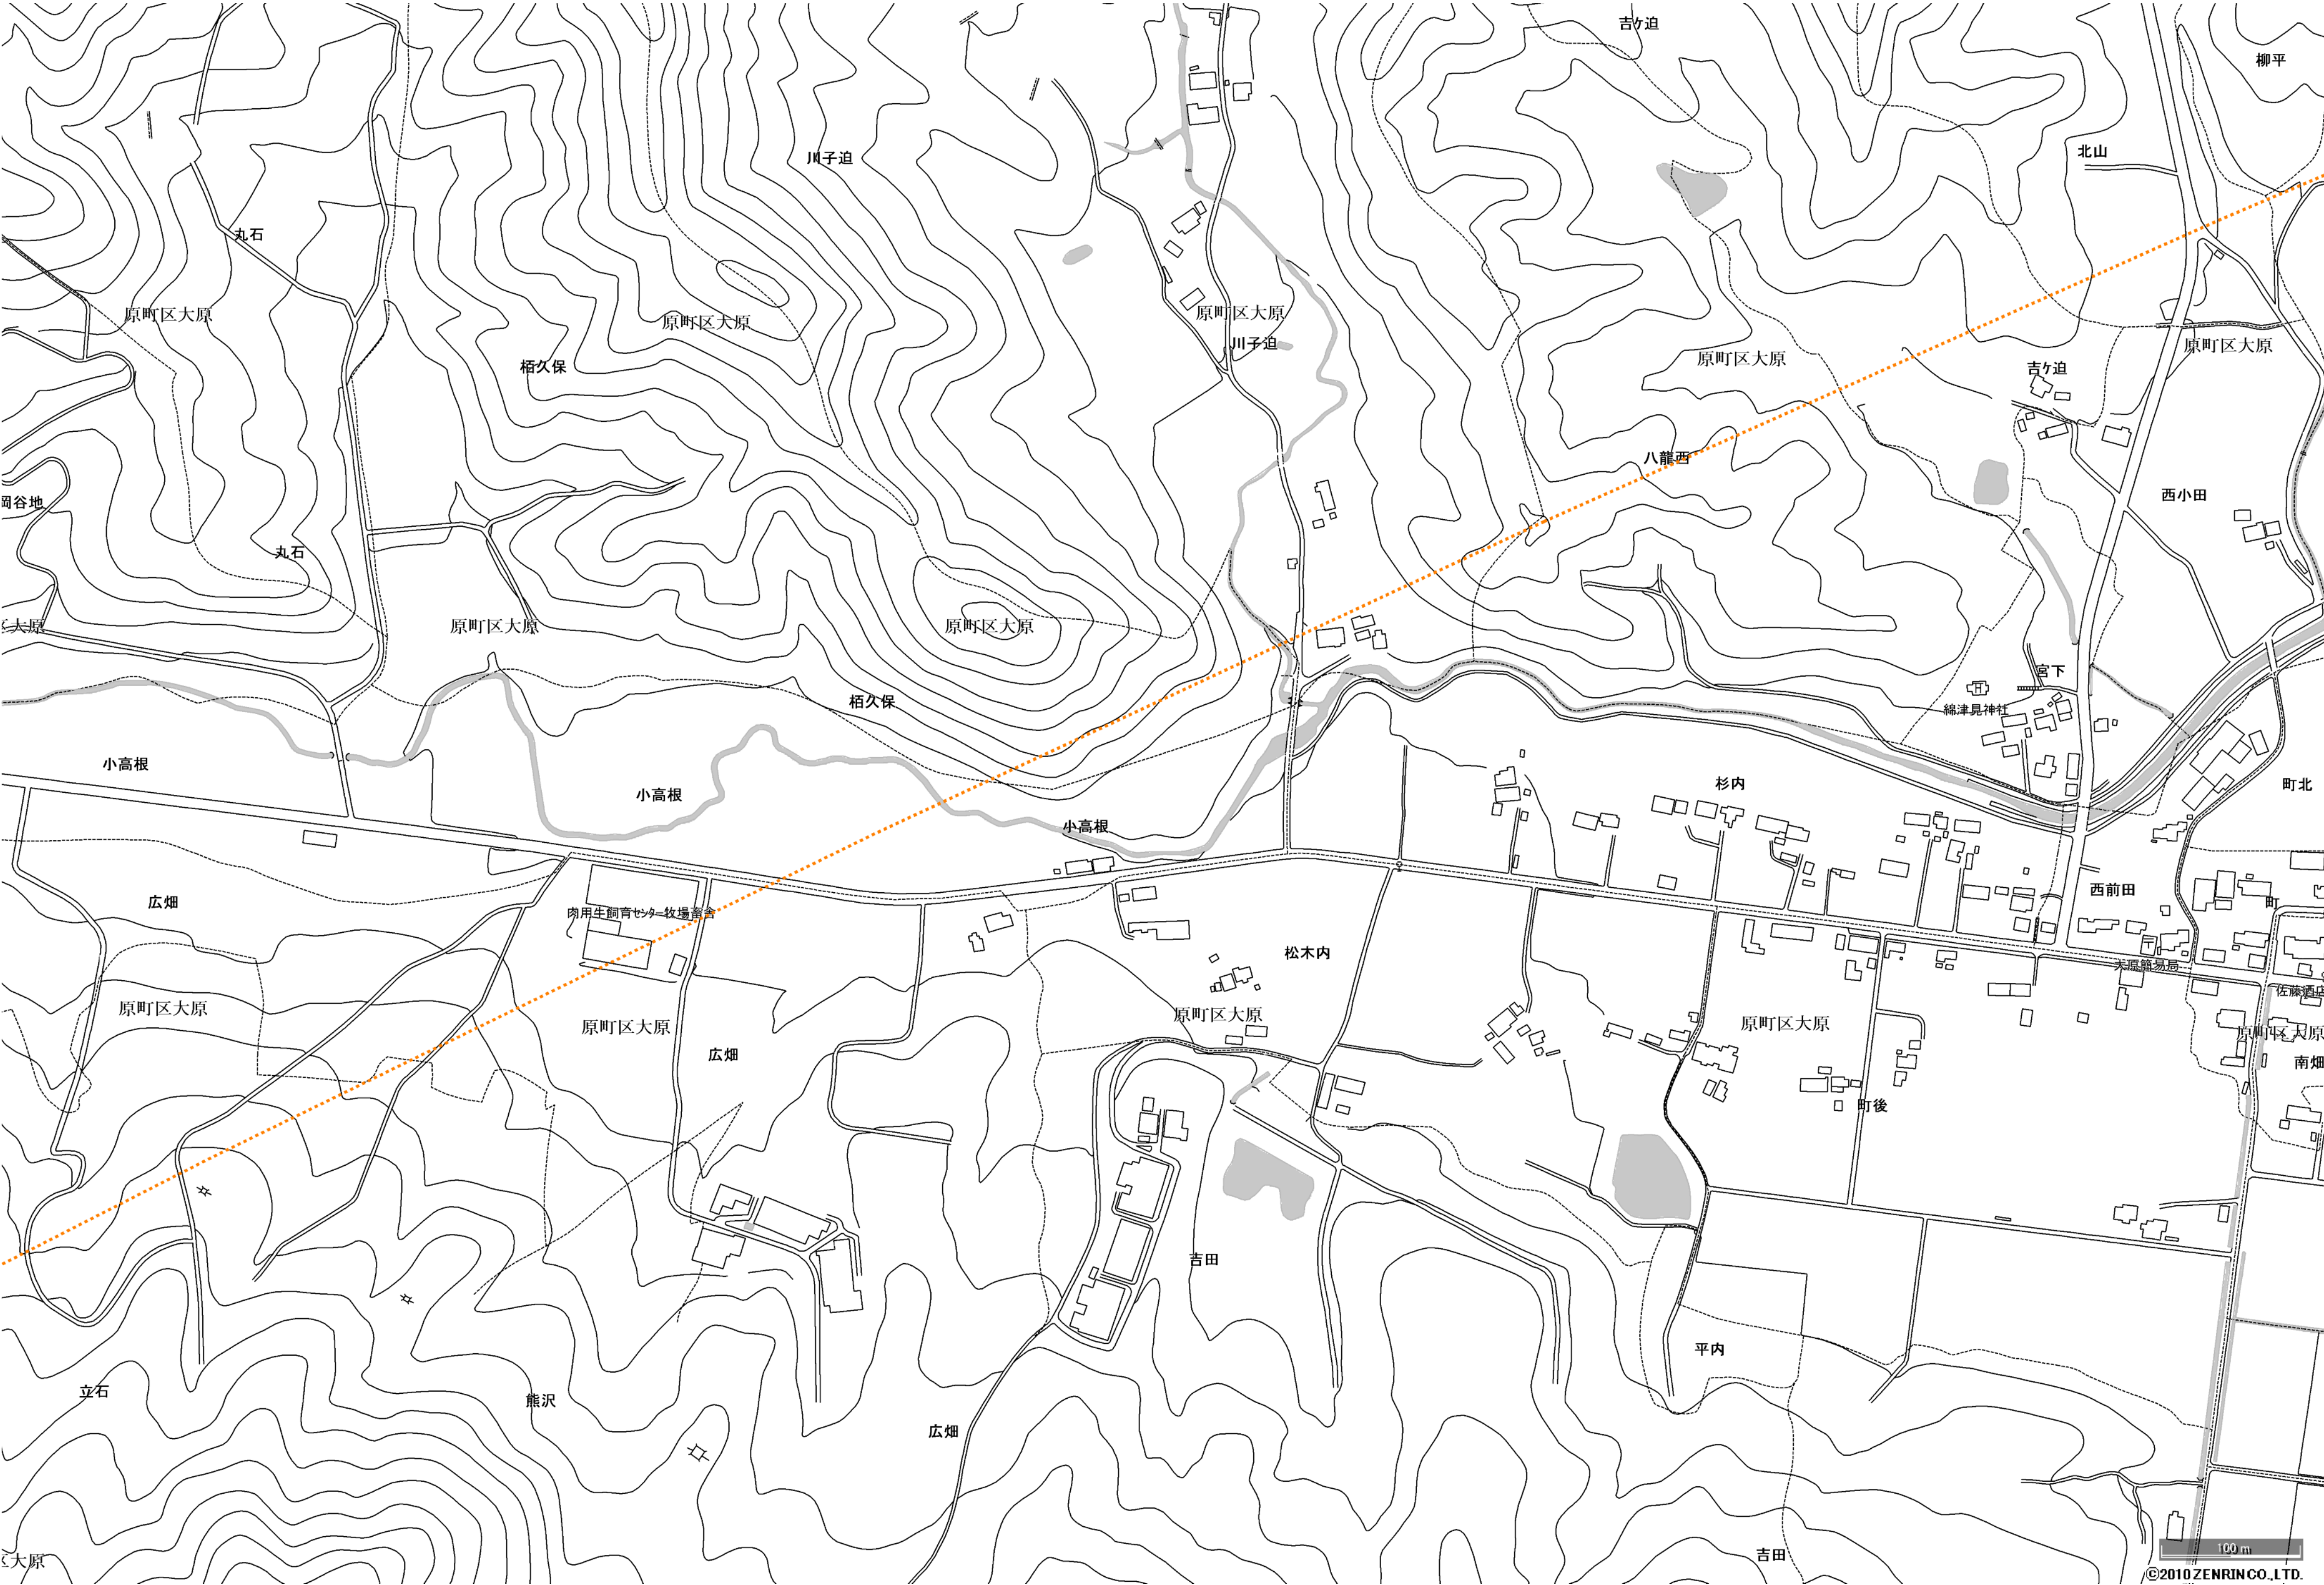 吉ケ迫
柳平
北山
川子迫
丸石
原町区大原
原町区大原
原町区大原
川子迫
原町区大原
原町区大原
栢久保
吉ケ迫
八龍西
西小田
岡谷地
丸石
区大原
原町区大原
原町区大原
宮下
栢久保
綿津見神社
小高根
小高根
杉内
町北
小高根
西前田
広畑
町
肉用牛飼育センター牧場畜舎
松木内
大原簡易局
佐藤酒店
原町区大原
原町区大原
原町区大原
原町区大原
原町区大原
広畑
南畑
町後
吉田
平内
立石
熊沢
広畑
区大原
吉田
100 m
©2010 ZENRIN CO., LTD.